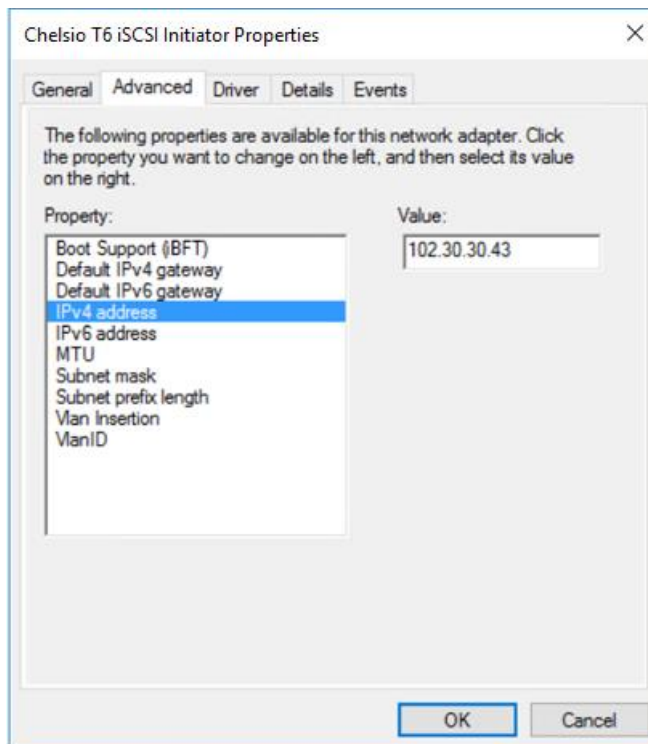 Chelsio T6 iSCSI Initiator Properties
General Advanced Driver Details Events
The following properties are available for this network adapter. Click
the property you want to change on the left, and then select its value
on the right.
Property:
Value:
Boot Support (iBFT)
102.30.30.43
Default IPv4 gateway
Default IPv6 gateway
IPv4 address
IPv6 address
MTU
Subnet mask
Subnet prefix length
Vlan Insertion
VlanID
OK
Cancel